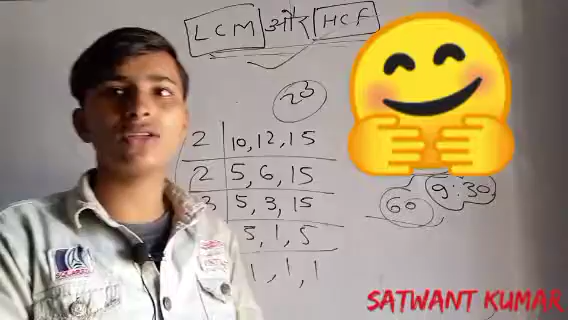 LCM और HCF
23
2 10, 12, 15
2 5, 6, 15
3 5, 3, 15
5, 1, 5
1, 1, 1
60 9:30
SATWANT KUMAR